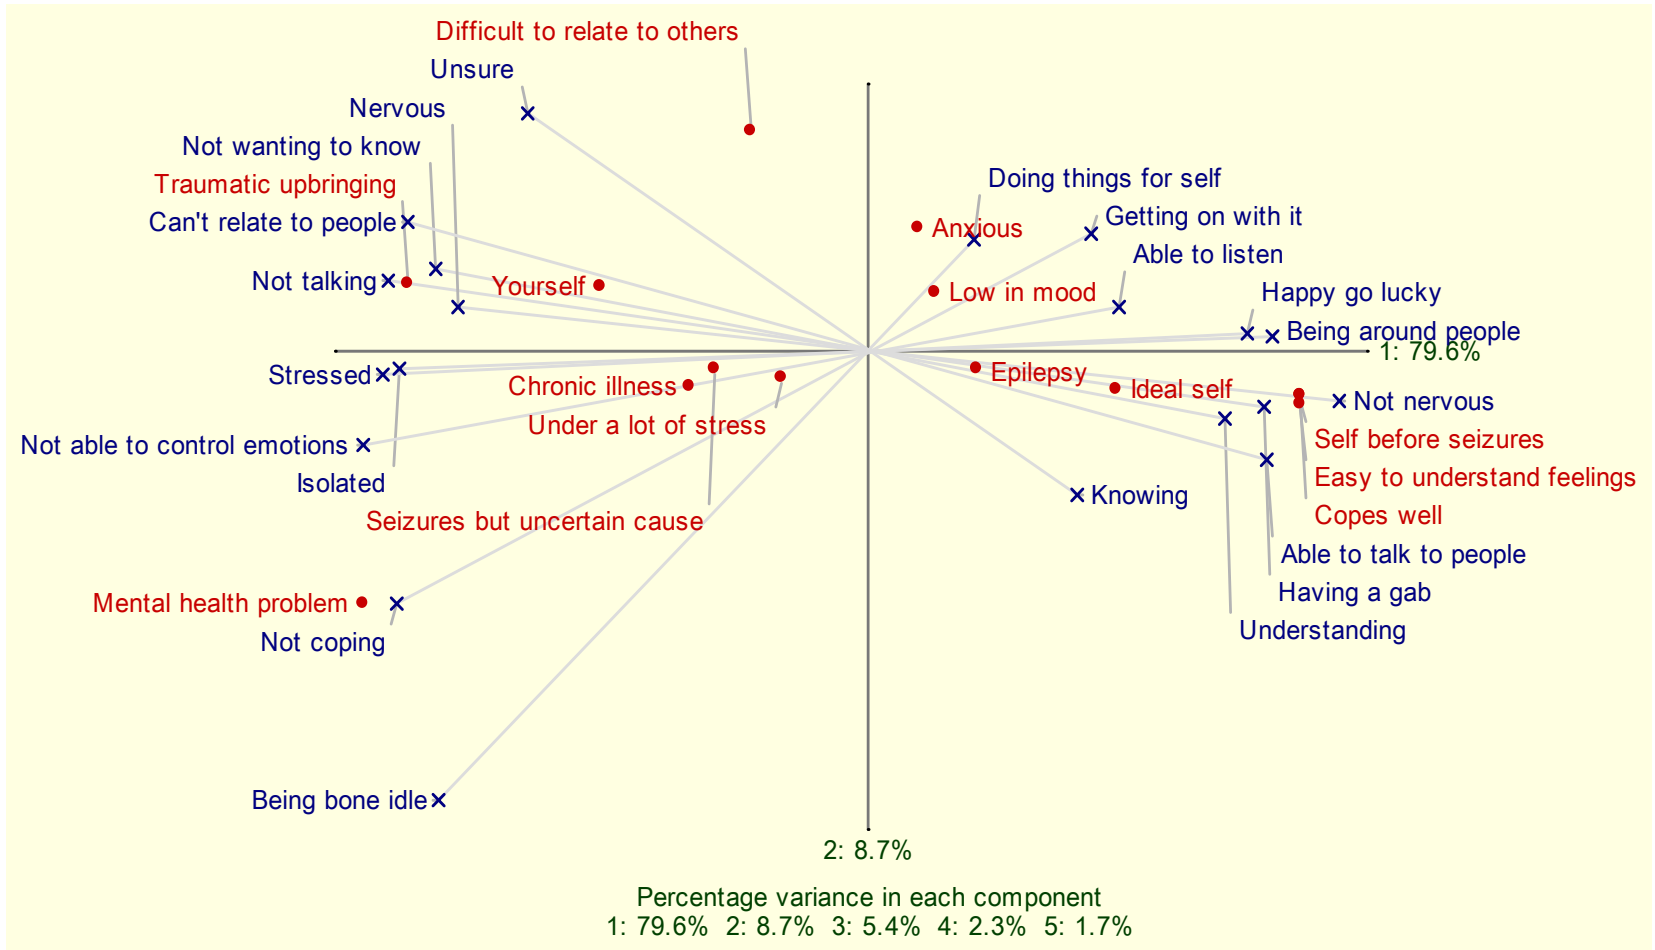 Difficult to relate to others
Unsure
Nervous
Not wanting to know
Traumatic upbringing
Can't relate to people
Not talking
Yourself
Doing things for self
Anxious
Getting on with it
Able to listen
Low in mood
Happy go lucky
Being around people
1: 79.6%
Stressed
Chronic illness
Under a lot of stress
Not able to control emotions
Isolated
Seizures but uncertain cause
Epilepsy
Ideal self
Not nervous
Self before seizures
Easy to understand feelings
Knowing
Copes well
Able to talk to people
Having a gab
Understanding
Mental health problem
Not coping
Being bone idle
2: 8.7%
Percentage variance in each component
1: 79.6% 2: 8.7% 3: 5.4% 4: 2.3% 5: 1.7%